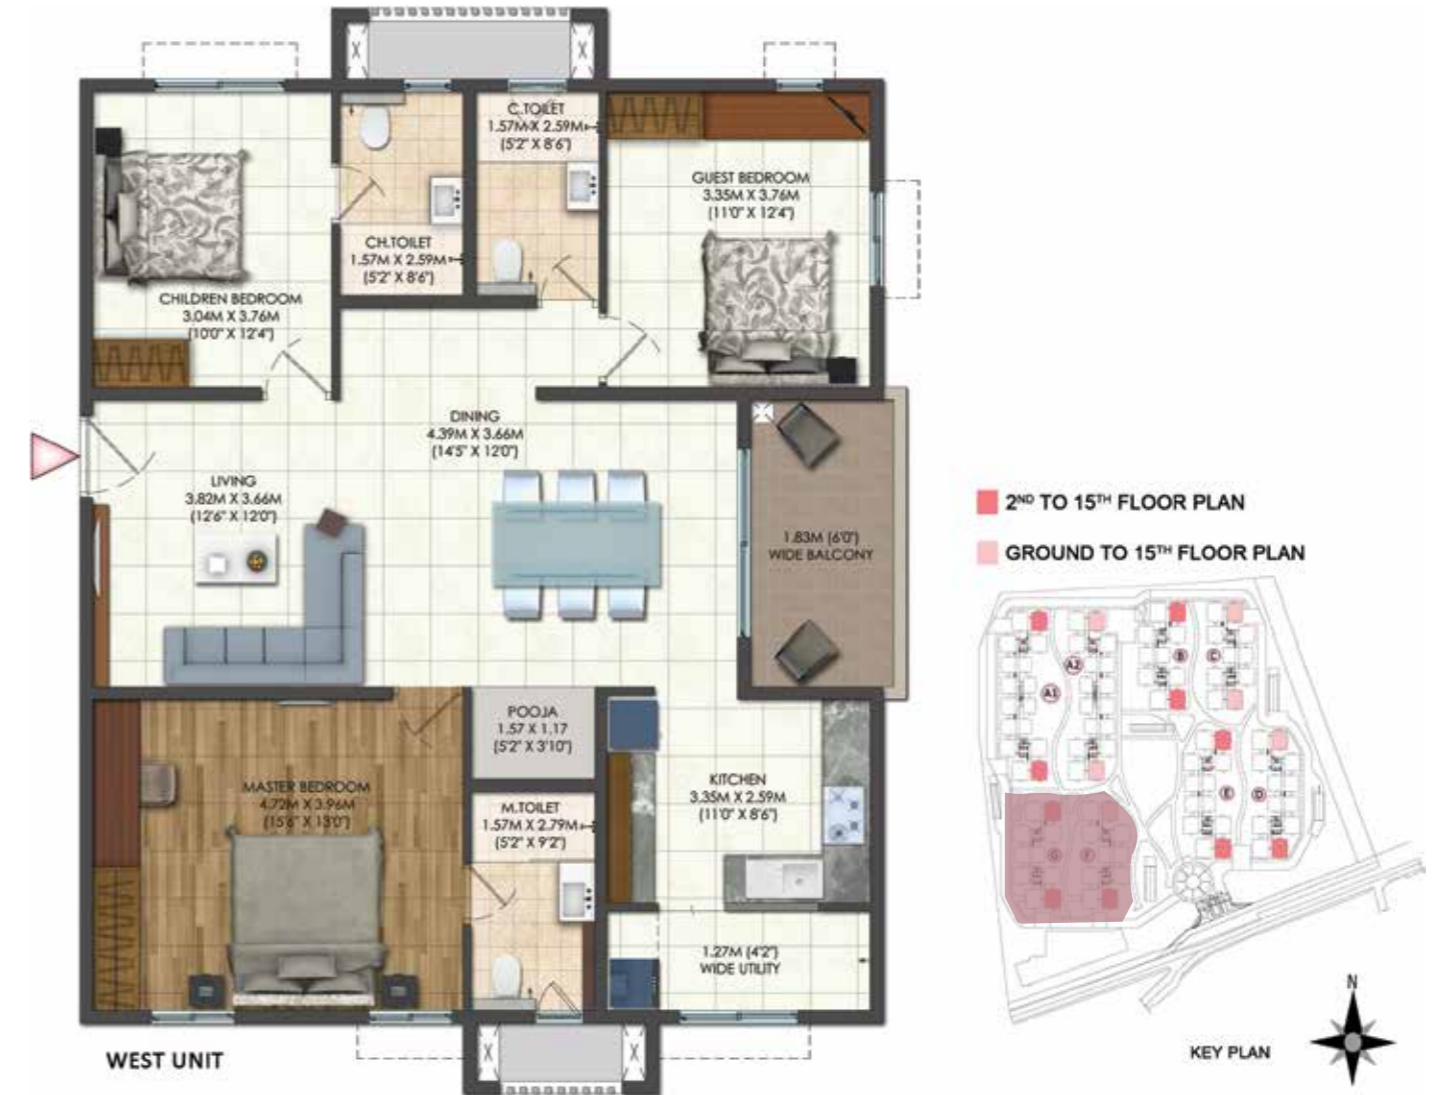 C.TOILET
1.57M X 2.59M
(5'2" X 8'6")
GUEST BEDROOM
3.35M X 3.76M
(11'0" X 12'4")
CH.TOILET
1.57M X 2.59M
(5'2" X 8'6")
CHILDREN BEDROOM
3.04M X 3.76M
(10'0" X 12'4")
DINING
4.39M X 3.66M
(14'5" X 12'0")
LIVING
3.82M X 3.66M
(12'6" X 12'0")
1.83M (6'0")
WIDE BALCONY
POOJA
1.57 X 1.17
(5'2" X 3'10")
MASTER BEDROOM
4.72M X 3.96M
(15'6" X 13'0")
M.TOILET
1.57M X 2.79M
(5'2" X 9'2")
KITCHEN
3.35M X 2.59M
(11'0" X 8'6")
1.27M (4'2")
WIDE UTILITY
WEST UNIT
2ND TO 15TH FLOOR PLAN
GROUND TO 15TH FLOOR PLAN
A1
A2
B
C
E
D
G
F
N
KEY PLAN